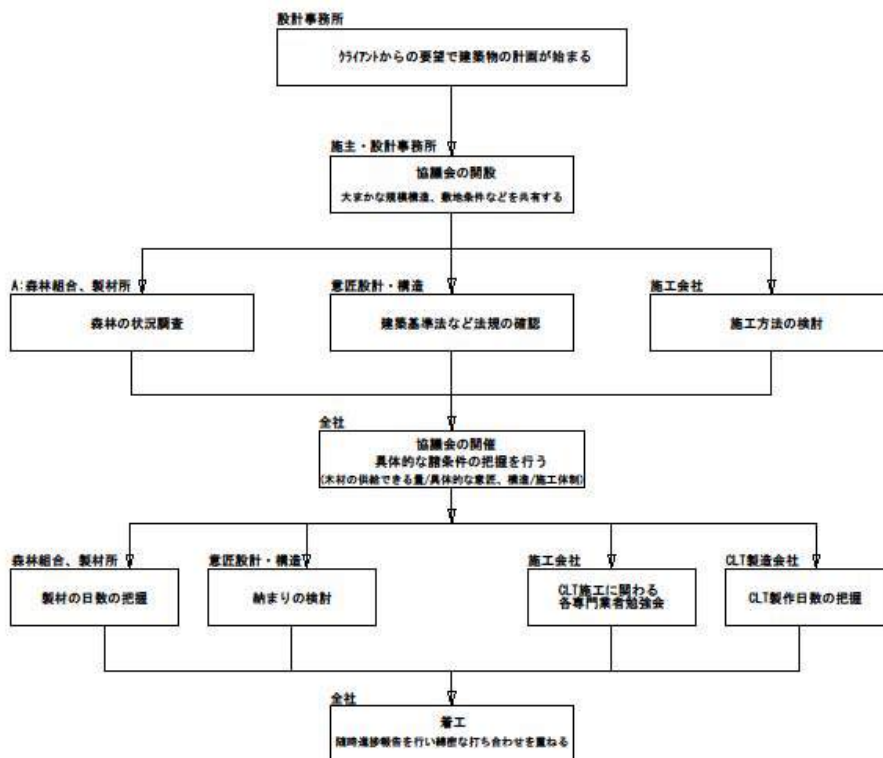 設計事務所
クライアントからの要望で建築物の計画が始まる
施主・設計事務所
協議会の開設
大まかな規模構造、敷地条件などを共有する
A:森林組合、製材所
森林の状況調査
意匠設計・構造
建築基準法など法規の確認
施工会社
施工方法の検討
全社
協議会の開催
具体的な諸条件の把握を行う
(木材の供給できる量/具体的な意匠、構造/施工体制)
森林組合、製材所
製材の日数の把握
意匠設計・構造
納まりの検討
施工会社
CLT施工に関わる
各専門業者勉強会
CLT製造会社
CLT製作日数の把握
全社
着工
随時進捗報告を行い綿密な打ち合わせを重ねる